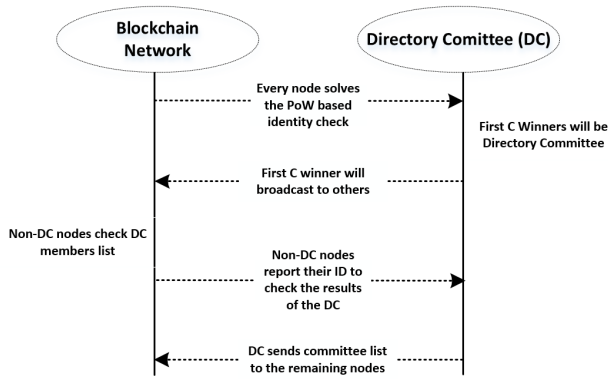 Blockchain
Network
Directory Comittee (DC)
Every node solves
the PoW based
identity check
First C Winners will be
Directory Committee
First C winner will
broadcast to others
Non-DC nodes check DC
members list
Non-DC nodes
report their ID to
check the results
of the DC
DC sends committee list
to the remaining nodes